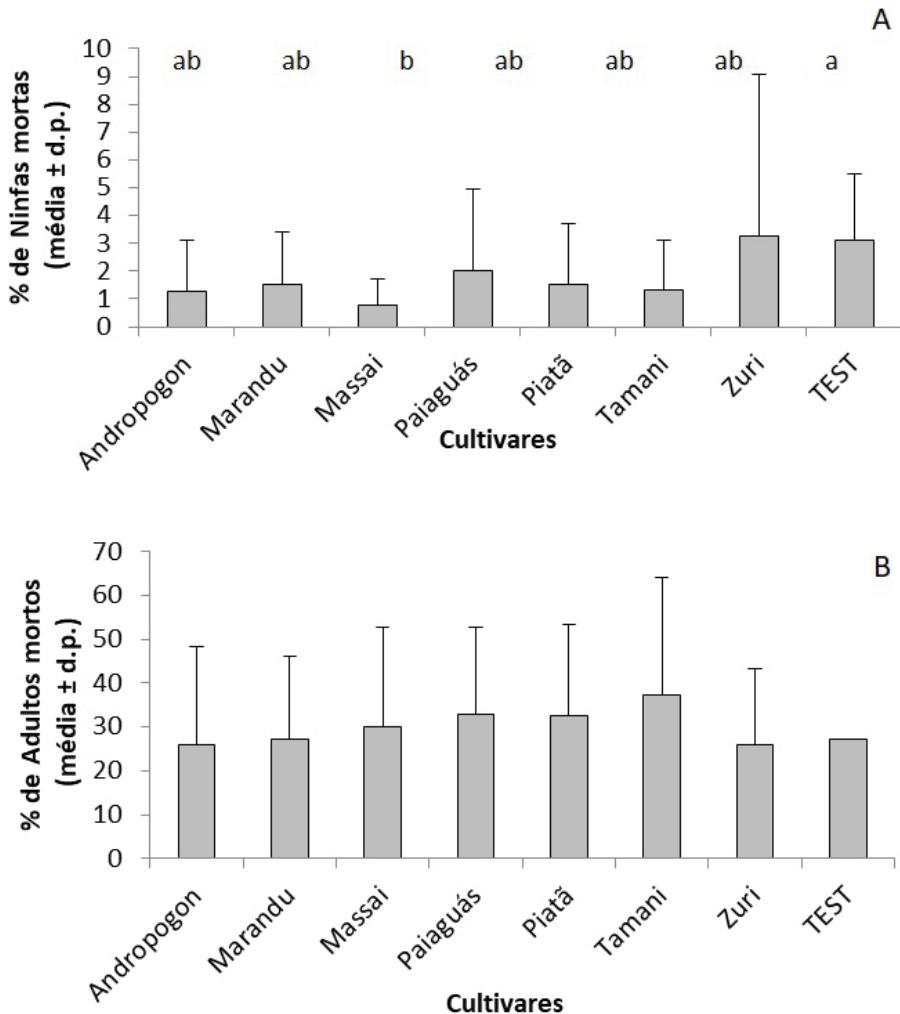 A
% de Ninfas mortas
(média ± d.p.)
10
9
8
7
6
5
4
3
2
1
0
ab ab b ab ab ab a
Andropogon Marandu Massai Paiaguás Piatã Tamani Zuri TEST
Cultivares
B
% de Adultos mortos
(média ± d.p.)
70
60
50
40
30
20
10
0
Andropogon Marandu Massai Paiaguás Piatã Tamani Zuri TEST
Cultivares